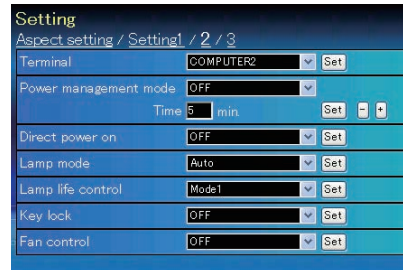 Setting
Aspect setting / Setting1 / 2 / 3
Terminal COMPUTER2 Set
Power management mode OFF
Time 5 min. Set - +
Direct power on OFF Set
Lamp mode Auto Set
Lamp life control Mode1 Set
Key lock OFF Set
Fan control OFF Set